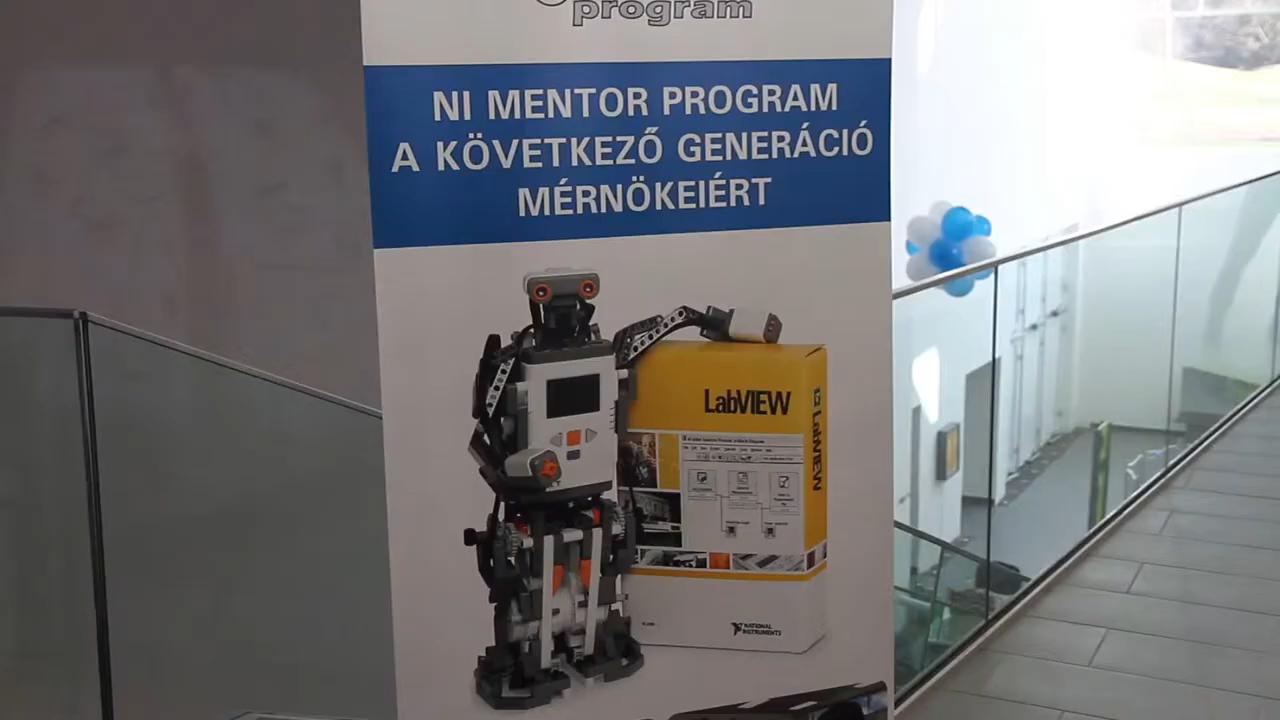 program
NI MENTOR PROGRAM
A KÖVETKEZŐ GENERÁCIÓ
MÉRNÖKEIÉRT
LabVIEW
LabVIEW
NATIONAL
INSTRUMENTS